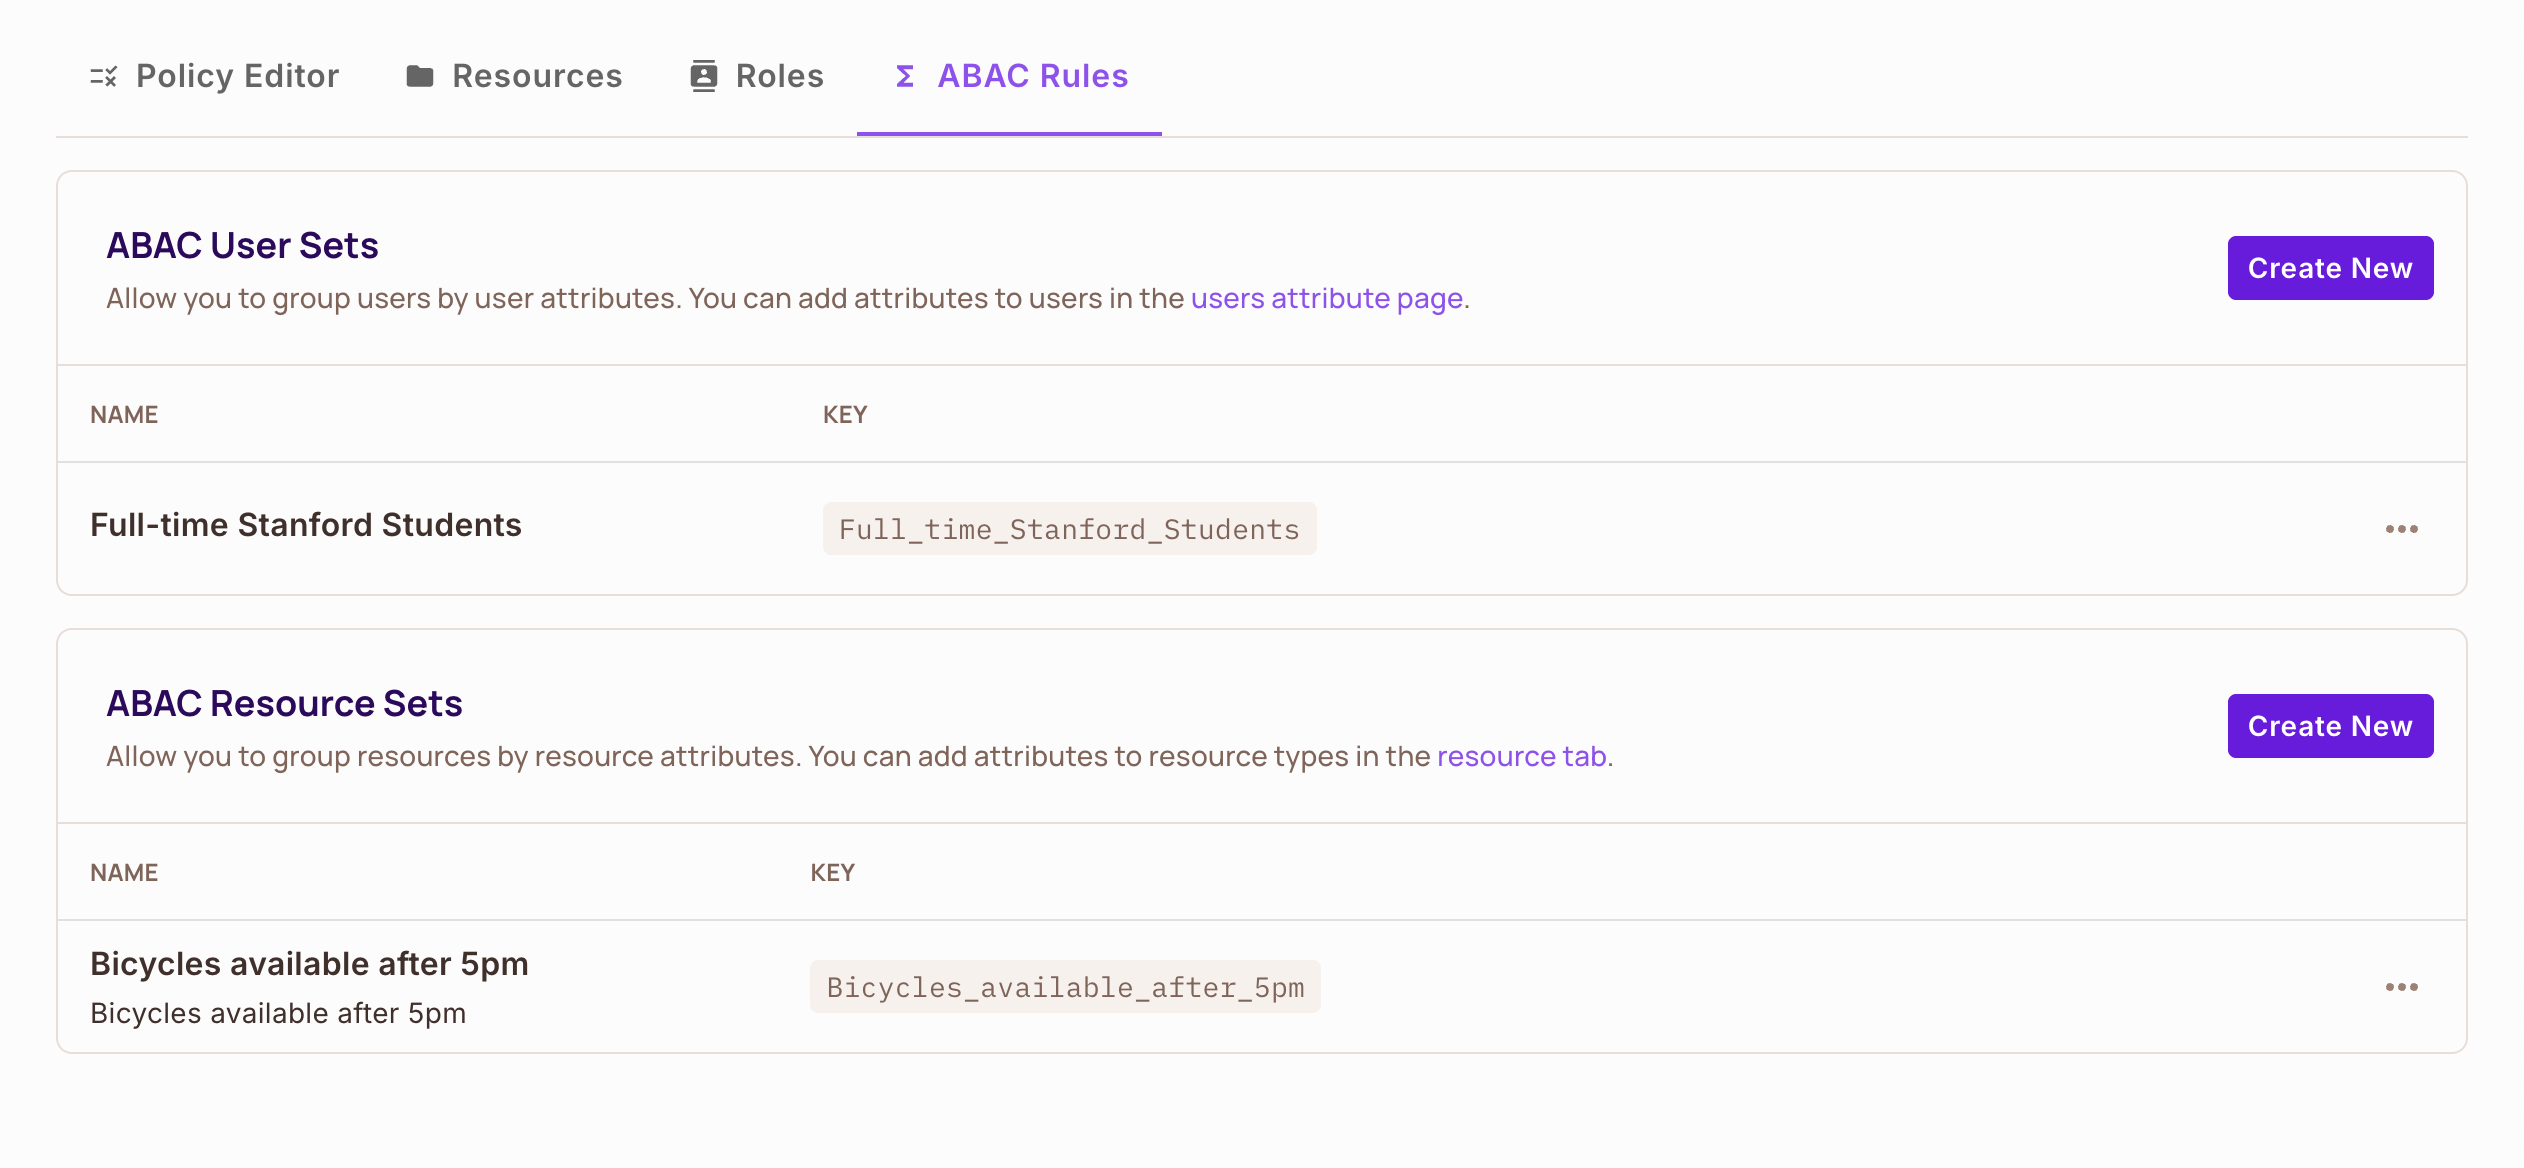 Policy Editor Resources Roles ABAC Rules
ABAC User Sets
Allow you to group users by user attributes. You can add attributes to users in the users attribute page.
Create New
NAME KEY
Full-time Stanford Students Full_time_Stanford_Students
ABAC Resource Sets
Allow you to group resources by resource attributes. You can add attributes to resource types in the resource tab.
Create New
NAME KEY
Bicycles available after 5pm
Bicycles available after 5pm
Bicycles_available_after_5pm